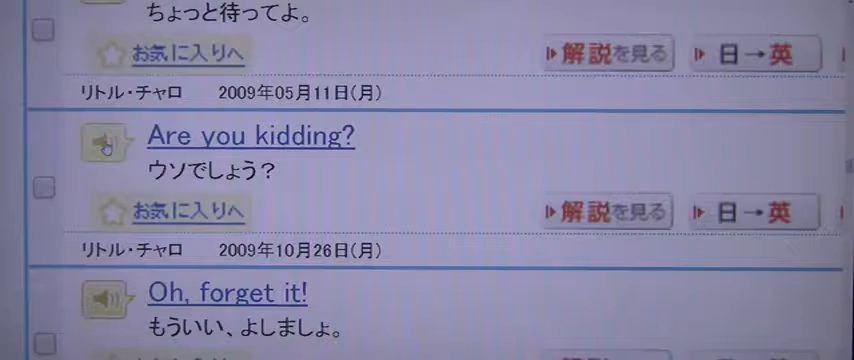 ちょっと待ってよ。
お気に入りへ
解説を見る
日→英
リトル・チャロ 2009年05月11日(月)
Are you kidding?
ウソでしょう？
お気に入りへ
解説を見る
日→英
リトル・チャロ 2009年10月26日(月)
Oh, forget it!
もういい、よしましょ。